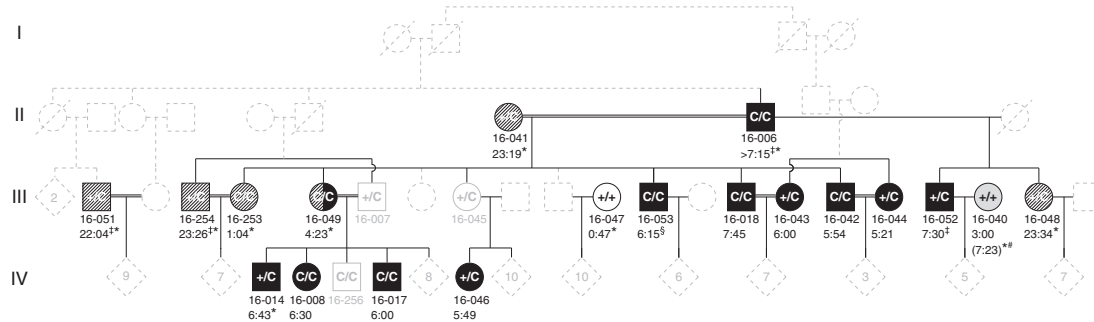 I
II
+/C C/C
16-041 16-006
23:19* >7:15‡*
III
2 +/C +/C C/C +/C +/C +/+ C/C C/C +/C C/C +/C +/C +/+
16-051 16-254 16-253 16-049 16-007 16-045 16-047 16-053 16-018 16-043 16-042 16-044 16-052 16-040 16-048
22:04‡* 23:26‡* 1:04* 4:23* 0:47* 6:15§ 7:45 6:00 5:54 5:21 7:30‡ 3:00 23:34*
(7:23)*#
IV
9 7 +/C C/C C/C C/C 8 +/C 10 10 6 7 3 5 7
16-014 16-008 16-256 16-017 16-046
6:43* 6:30 6:00 5:49